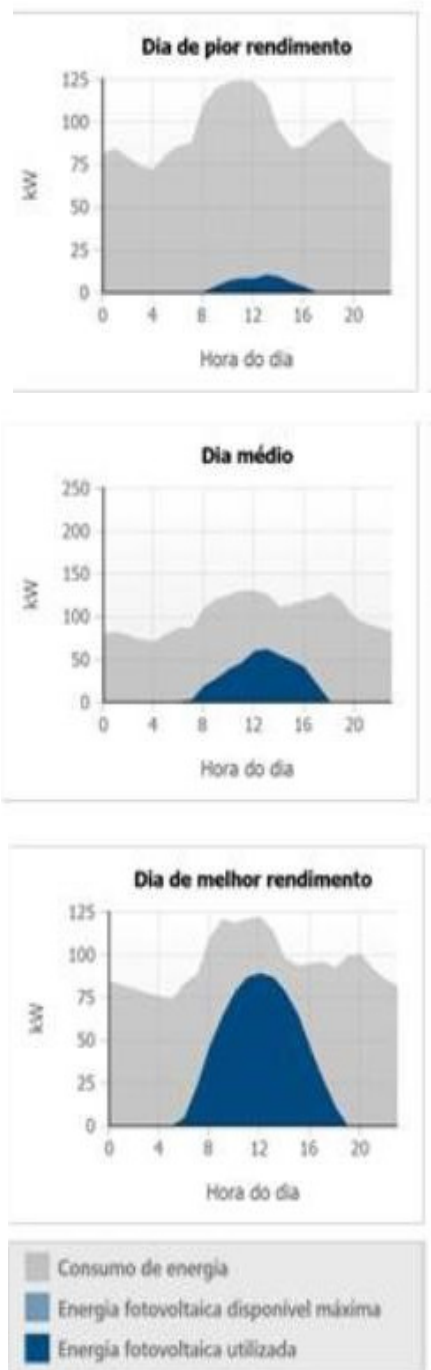 Dia de pior rendimento
125
100
75
50
25
0
kW
0 4 8 12 16 20
Hora do dia
Dia médio
250
200
150
100
50
0
kW
0 4 8 12 16 20
Hora do dia
Dia de melhor rendimento
125
100
75
50
25
0
kW
0 4 8 12 16 20
Hora do dia
Consumo de energia
Energia fotovoltaica disponível máxima
Energia fotovoltaica utilizada